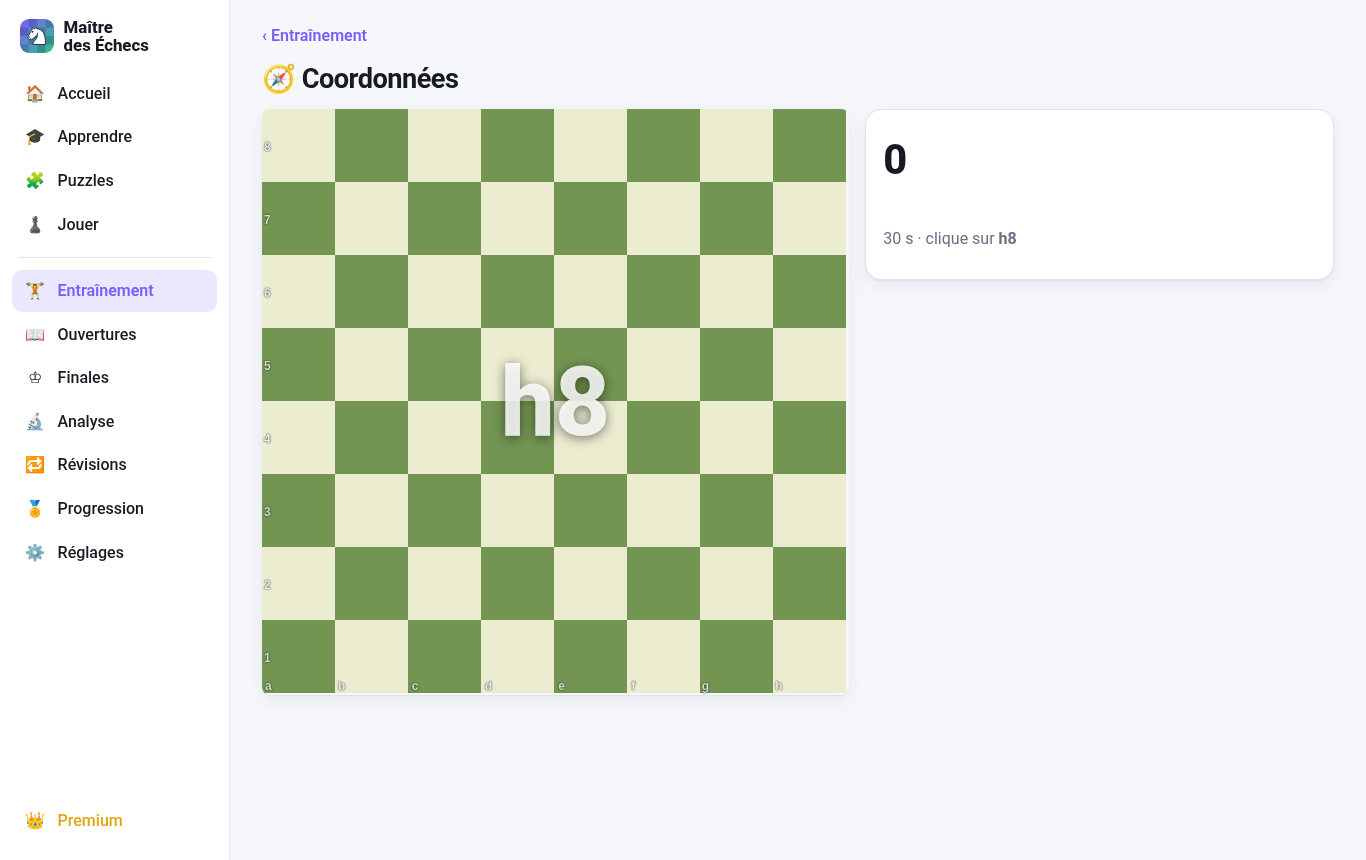 Maître
des Échecs
Accueil
Apprendre
Puzzles
Jouer
Entraînement
Ouvertures
Finales
Analyse
Révisions
Progression
Réglages
Premium
‹ Entraînement
Coordonnées
8
7
6
5
4
3
2
1
a b c d e f g h
h8
0
30 s · clique sur h8